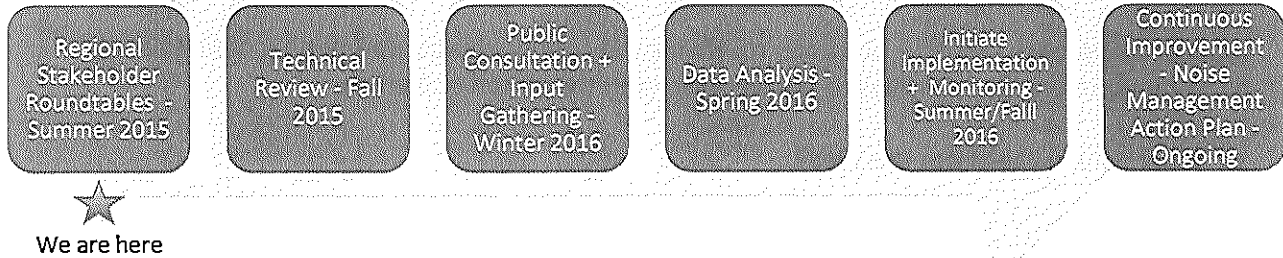 Regional
Stakeholder
Roundtables -
Summer 2015
Technical
Review - Fall
2015
Public
Consultation +
Input
Gathering -
Winter 2016
Data Analysis -
Spring 2016
Initiate
Implementation
+ Monitoring -
Summer/Falll
2016
Continuous
Improvement
- Noise
Management
Action Plan -
Ongoing
We are here